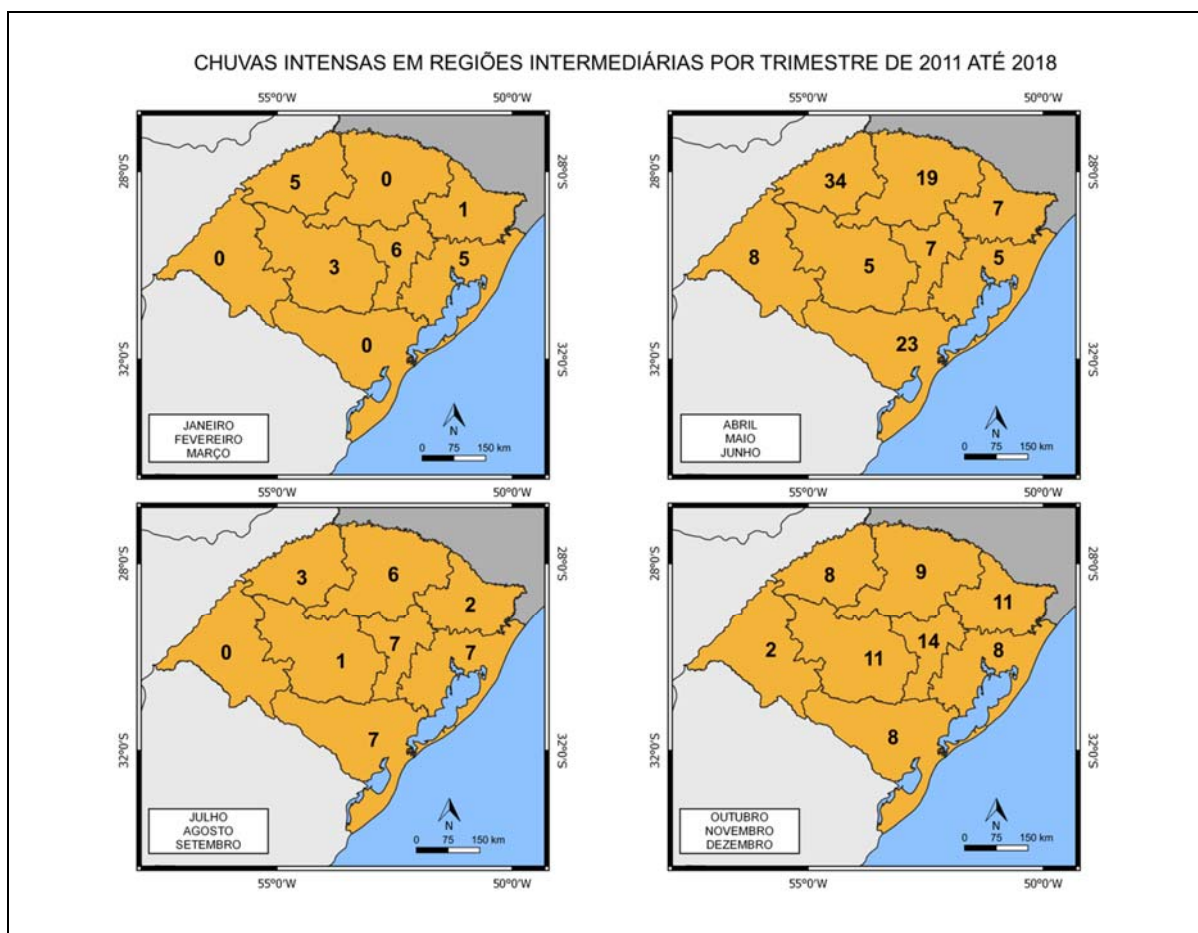 CHUVAS INTENSAS EM REGIÕES INTERMEDIÁRIAS POR TRIMESTRE DE 2011 ATÉ 2018
55°0'W 50°0'W
28°0'S 28°0'S
5 0
1
0 3 6 5
0
32°0'S 32°0'S
JANEIRO
FEVEREIRO
MARÇO
N
0 75 150 km
55°0'W 50°0'W
55°0'W 50°0'W
28°0'S 28°0'S
34 19
7
8 5 7 5
23
32°0'S 32°0'S
ABRIL
MAIO
JUNHO
N
0 75 150 km
55°0'W 50°0'W
28°0'S 28°0'S
3 6
2
0 1 7 7
7
32°0'S 32°0'S
JULHO
AGOSTO
SETEMBRO
N
0 75 150 km
55°0'W 50°0'W
55°0'W 50°0'W
28°0'S 28°0'S
8 9
11
2 11 14 8
8
32°0'S 32°0'S
OUTUBRO
NOVEMBRO
DEZEMBRO
N
0 75 150 km
55°0'W 50°0'W